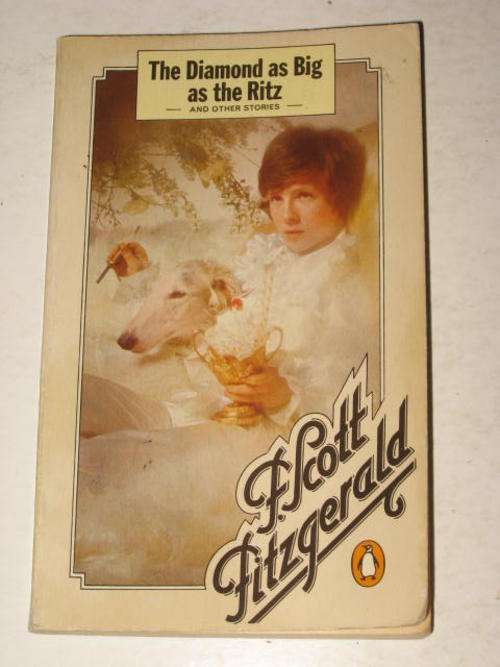 The Diamond as Big
as the Ritz
AND OTHER STORIES
F. Scott
Fitzgerald